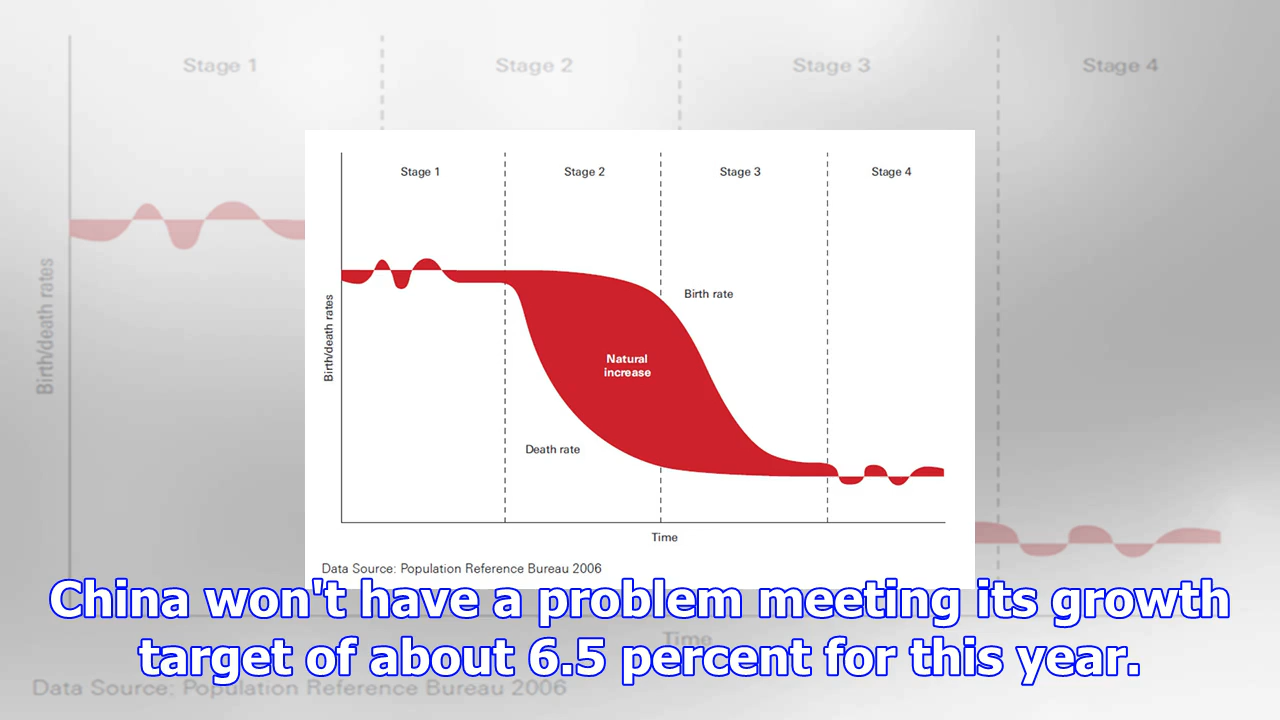 Stage 1
Stage 2
Stage 3
Stage 4
Stage 1
Stage 2
Stage 3
Stage 4
Birth/death rates
Birth/death rates
Birth rate
Natural
increase
Death rate
Time
Data Source: Population Reference Bureau 2006
China won't have a problem meeting its growth
Time
target of about 6.5 percent for this year.
Data Source: Population Reference Bureau 2006